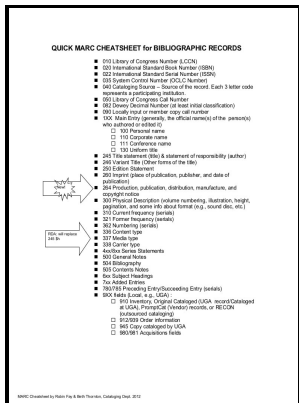 QUICK MARC CHEATSHEET for BIBLIOGRAPHIC RECORDS
■ 010 Library of Congress Number (LCCN)
■ 020 International Standard Book Number (ISBN)
■ 022 International Standard Serial Number (ISSN)
■ 035 System Control Number (OCLC Number)
■ 040 Cataloging Source – Source of the record. Each 3 letter code
represents a participating institution.
■ 050 Library of Congress Call Number
■ 082 Dewey Decimal Number (at least initial classification)
■ 090 Locally input or member copy call number
■ 1XX Main Entry (generally, the official name(s) of the person(s)
who authored or edited it)
□ 100 Personal name
□ 110 Corporate name
□ 111 Conference name
□ 130 Uniform title
■ 245 Title statement (title) & statement of responsibility (author)
■ 246 Variant Title (Other forms of the title)
■ 250 Edition Statement
■ 260 Imprint (place of publication, publisher, and date of
publication)
■ 264 Production, publication, distribution, manufacture, and
copyright notice
■ 300 Physical Description (volume numbering, illustration, height,
pagination, and some info about format (e.g., sound disc, etc.)
■ 310 Current frequency (serials)
■ 321 Former frequency (serials)
■ 362 Numbering (serials)
■ 336 Content type
■ 337 Media type
■ 338 Carrier type
■ 4xx/8xx Series Statements
■ 500 General Notes
■ 504 Bibliography
■ 505 Contents Notes
■ 6xx Subject Headings
■ 7xx Added Entries
■ 780/785 Preceding Entry/Succeeding Entry (serials)
■ 9XX fields (Local, e.g., UGA) :
□ 910 Inventory, Original Cataloged (UGA record/Cataloged
at UGA), PromptCat (Vendor) records, or RECON
(outsourced cataloging)
□ 912/939 Order information
□ 945 Copy cataloged by UGA
□ 980/981 Acquisitions fields
RDA: will replace
245 $h
MARC Cheatsheet by Robin Fay & Beth Thornton, Cataloging Dept. 2012